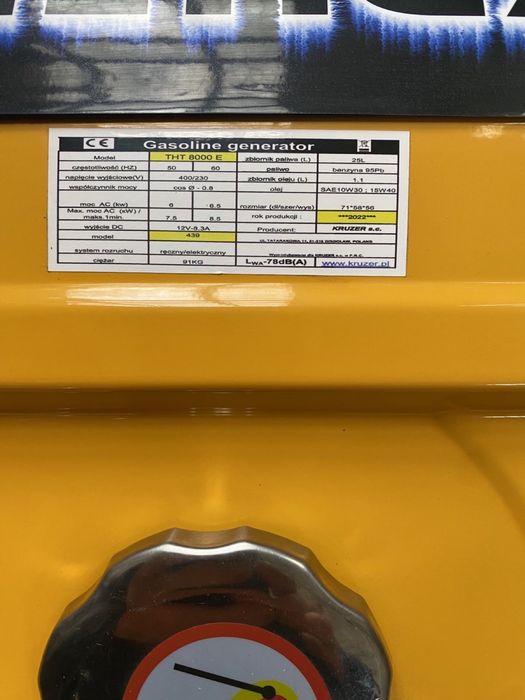 CE Gasoline generator
Model THT 8000 E zbiornik paliwa (L) 25L
częstotliwość (HZ) 50 60 paliwo benzyna 95Pb
napięcie wyjściowe(V) 400/230 zbiornik oleju (L) 1.1
współczynnik mocy cos Ø - 0.8 olej SAE10W30 ; 15W40
moc AC (kw) 6 6.5 rozmiar (dł/szer/wys) 71*58*56
Max. moc AC (kW) / maks.1min. 7.5 8.5 rok produkcji : ***2022***
wyjście DC 12V-8.3A Producent: KRUZER s.c.
model 439
system rozruchu ręczny/elektryczny
ciężar 91KG LWA-78dB(A) www.kruzer.pl